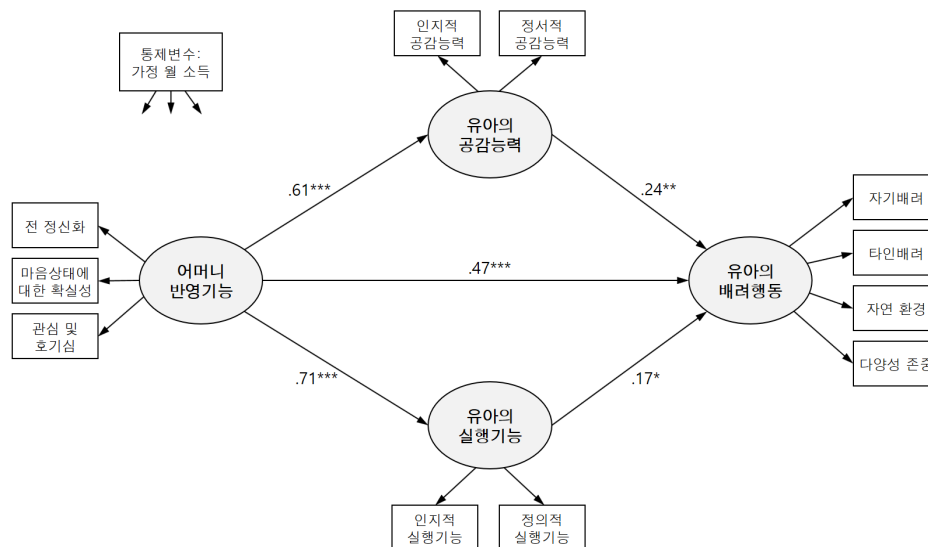 인지적
공감능력
정서적
공감능력
통제변수:
가정 월 소득
유아의
공감능력
.61***
.24**
자기배려
전 정신화
타인배려
마음상태에
대한 확실성
어머니
반영기능
.47***
유아의
배려행동
자연 환경
관심 및
호기심
다양성 존중
.71***
.17*
유아의
실행기능
인지적
실행기능
정의적
실행기능